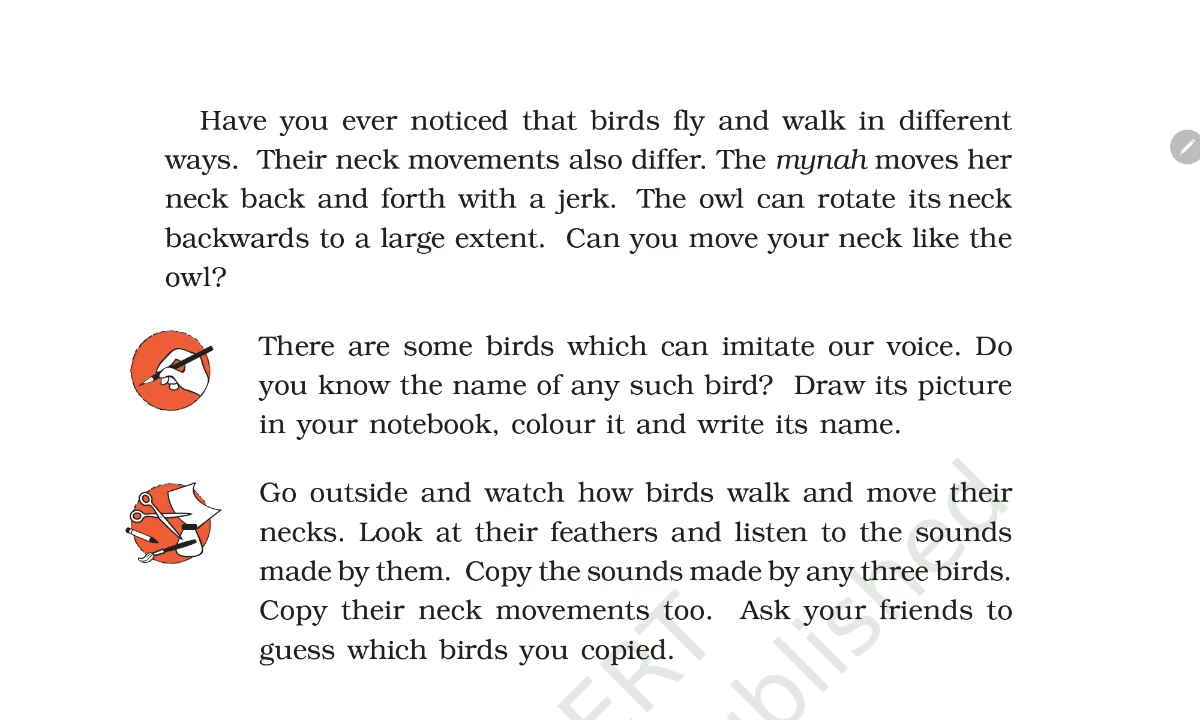 Have you ever noticed that birds fly and walk in different
ways. Their neck movements also differ. The mynah moves her
neck back and forth with a jerk. The owl can rotate its neck
backwards to a large extent. Can you move your neck like the
owl?
There are some birds which can imitate our voice. Do
you know the name of any such bird? Draw its picture
in your notebook, colour it and write its name.
Go outside and watch how birds walk and move their
necks. Look at their feathers and listen to the sounds
made by them. Copy the sounds made by any three birds.
Copy their neck movements too. Ask your friends to
guess which birds you copied.